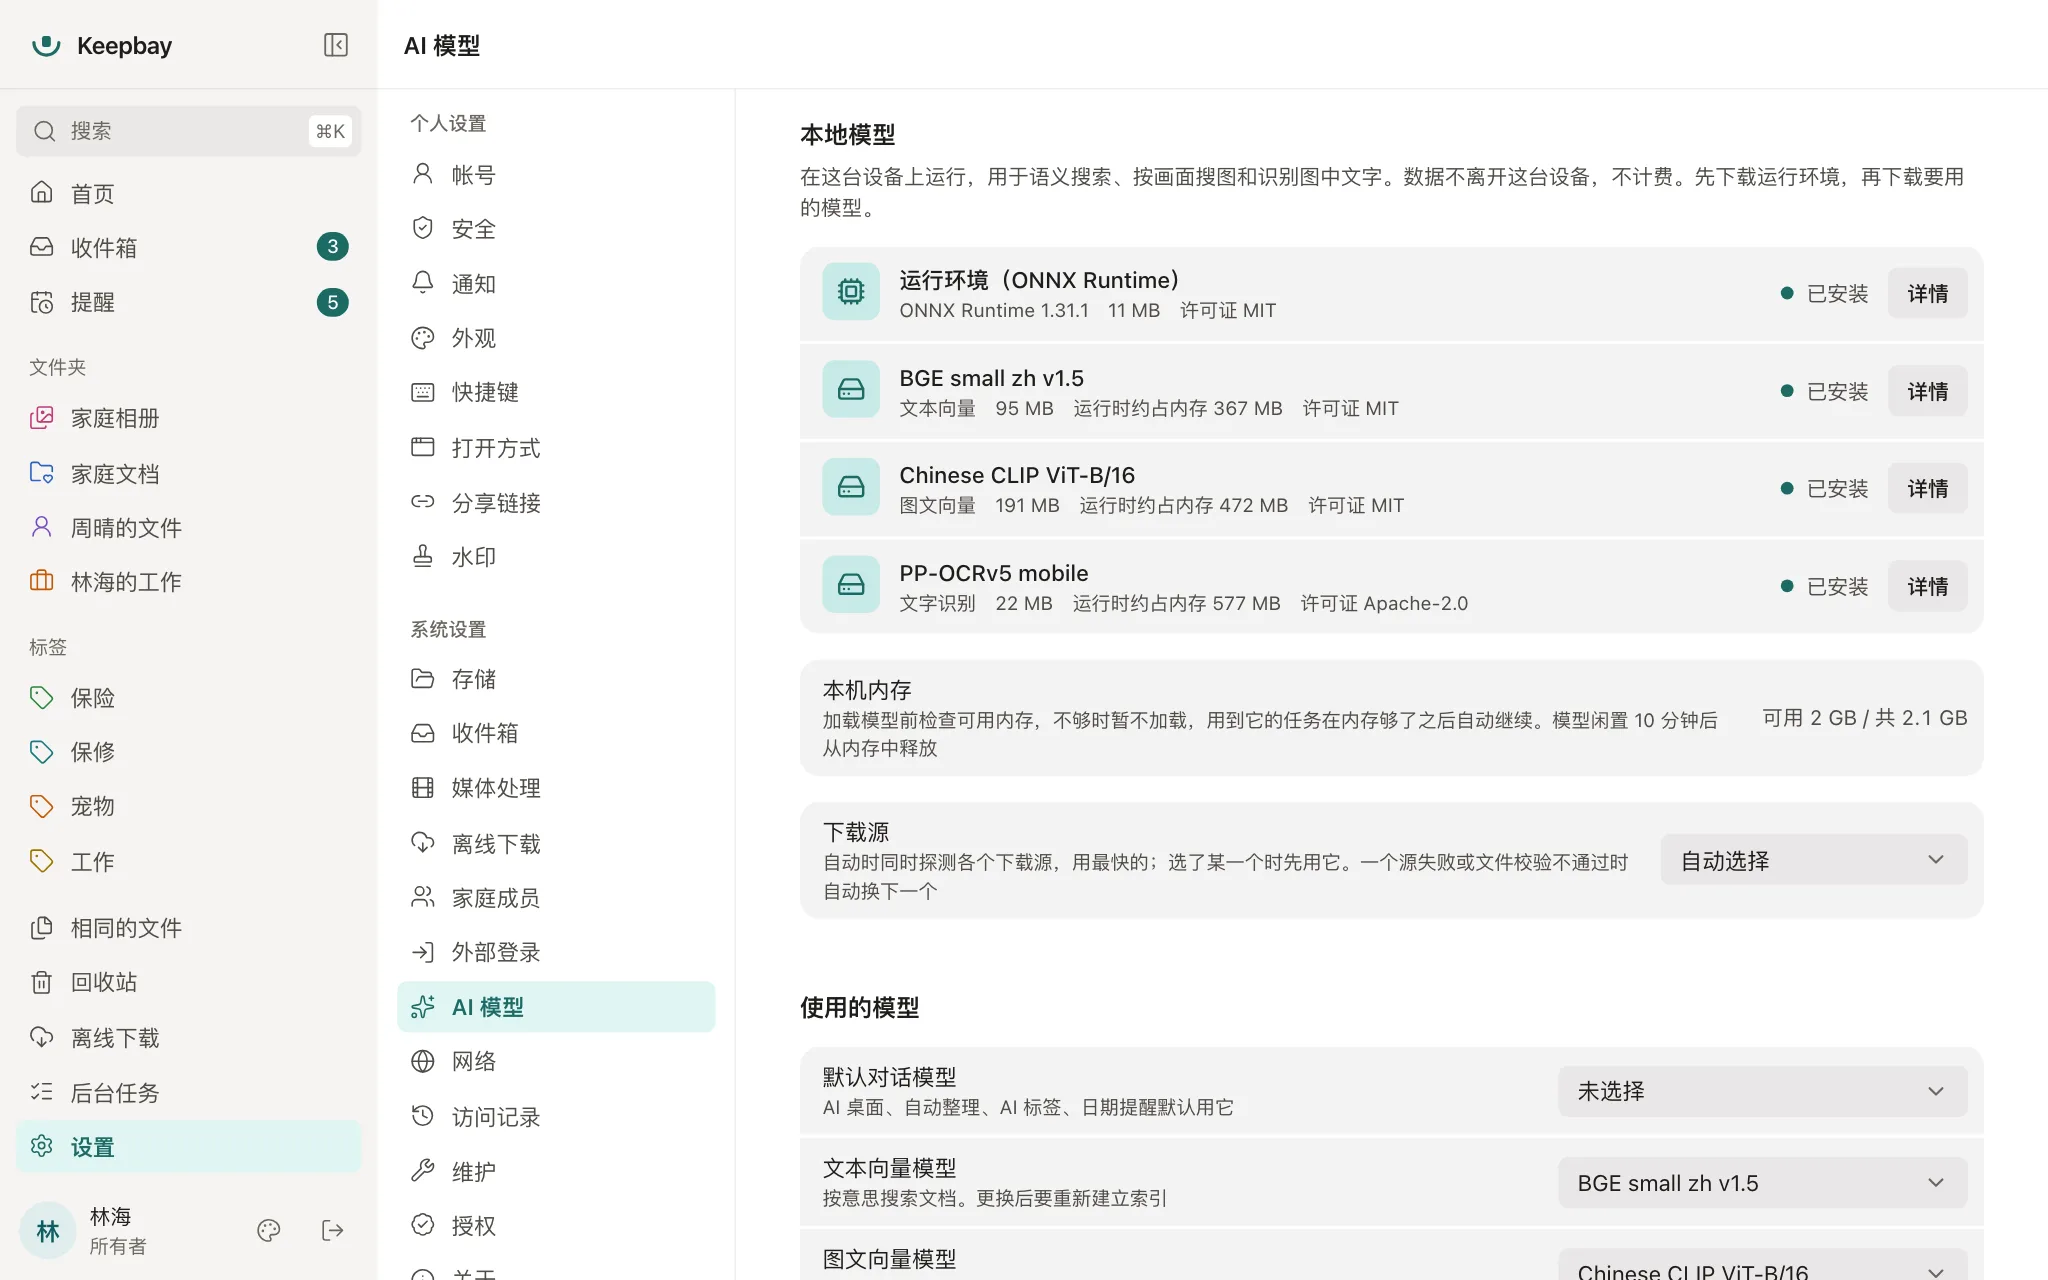 Keepbay
搜索
⌘K
首页
收件箱
3
提醒
5
文件夹
家庭相册
家庭文档
周晴的文件
林海的工作
标签
保险
保修
宠物
工作
相同的文件
回收站
离线下载
后台任务
设置
林
林海
所有者
AI 模型
个人设置
帐号
安全
通知
外观
快捷键
打开方式
分享链接
水印
系统设置
存储
收件箱
媒体处理
离线下载
家庭成员
外部登录
AI 模型
网络
访问记录
维护
授权
关于
本地模型
在这台设备上运行，用于语义搜索、按画面搜图和识别图中文字。数据不离开这台设备，不计费。先下载运行环境，再下载要用
的模型。
运行环境（ONNX Runtime）
ONNX Runtime 1.31.1 11 MB 许可证 MIT
已安装
详情
BGE small zh v1.5
文本向量 95 MB 运行时约占内存 367 MB 许可证 MIT
已安装
详情
Chinese CLIP ViT-B/16
图文向量 191 MB 运行时约占内存 472 MB 许可证 MIT
已安装
详情
PP-OCRv5 mobile
文字识别 22 MB 运行时约占内存 577 MB 许可证 Apache-2.0
已安装
详情
本机内存
加载模型前检查可用内存，不够时暂不加载，用到它的任务在内存够了之后自动继续。模型闲置 10 分钟后
从内存中释放
可用 2 GB / 共 2.1 GB
下载源
自动时同时探测各个下载源，用最快的；选了某一个时先用它。一个源失败或文件校验不通过时
自动换下一个
自动选择
使用的模型
默认对话模型
AI 桌面、自动整理、AI 标签、日期提醒默认用它
未选择
文本向量模型
按意思搜索文档。更换后要重新建立索引
BGE small zh v1.5
图文向量模型
Chinese CLIP ViT-B/16